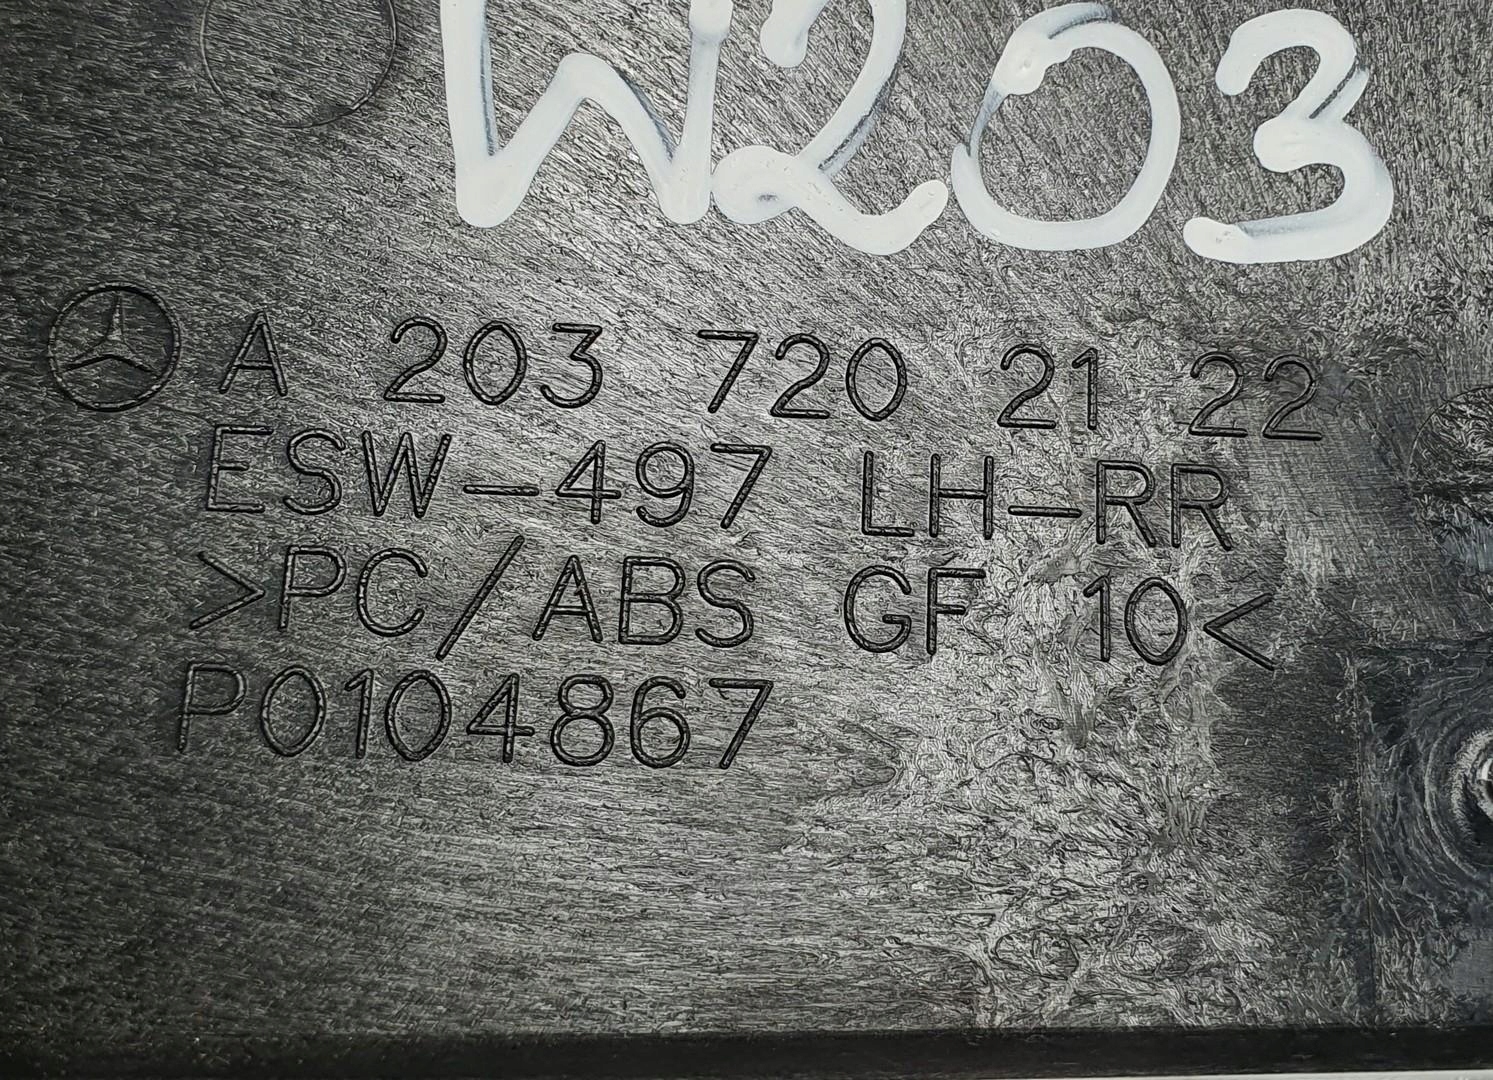 W203
A 203 720 21 22
ESW-497 LH-RR
>PC/ABS GF 10<
P0104867